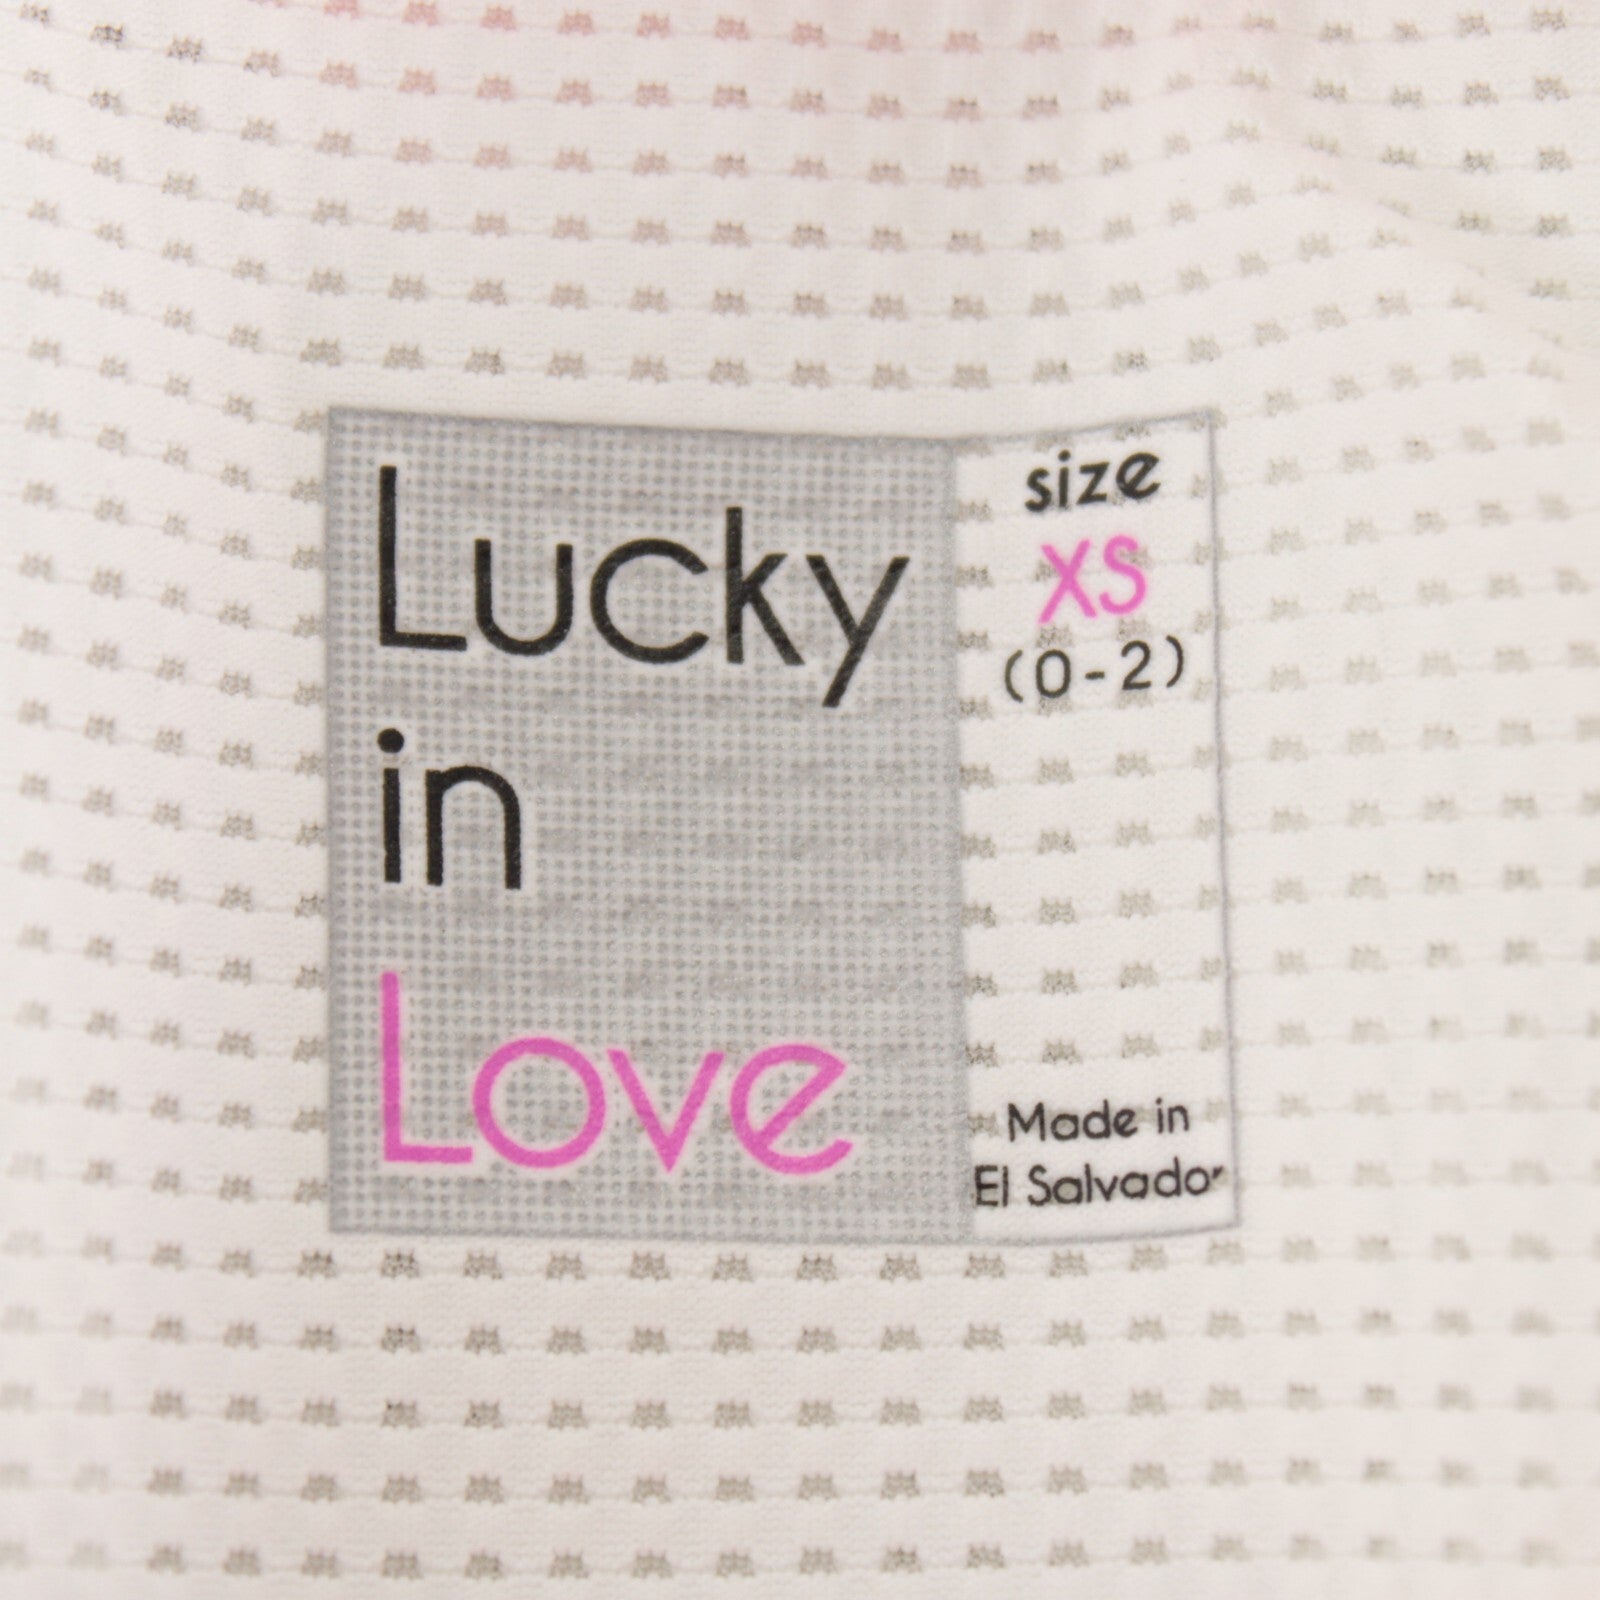 Lucky
in
Love
size
XS
(0-2)
Made in
El Salvador